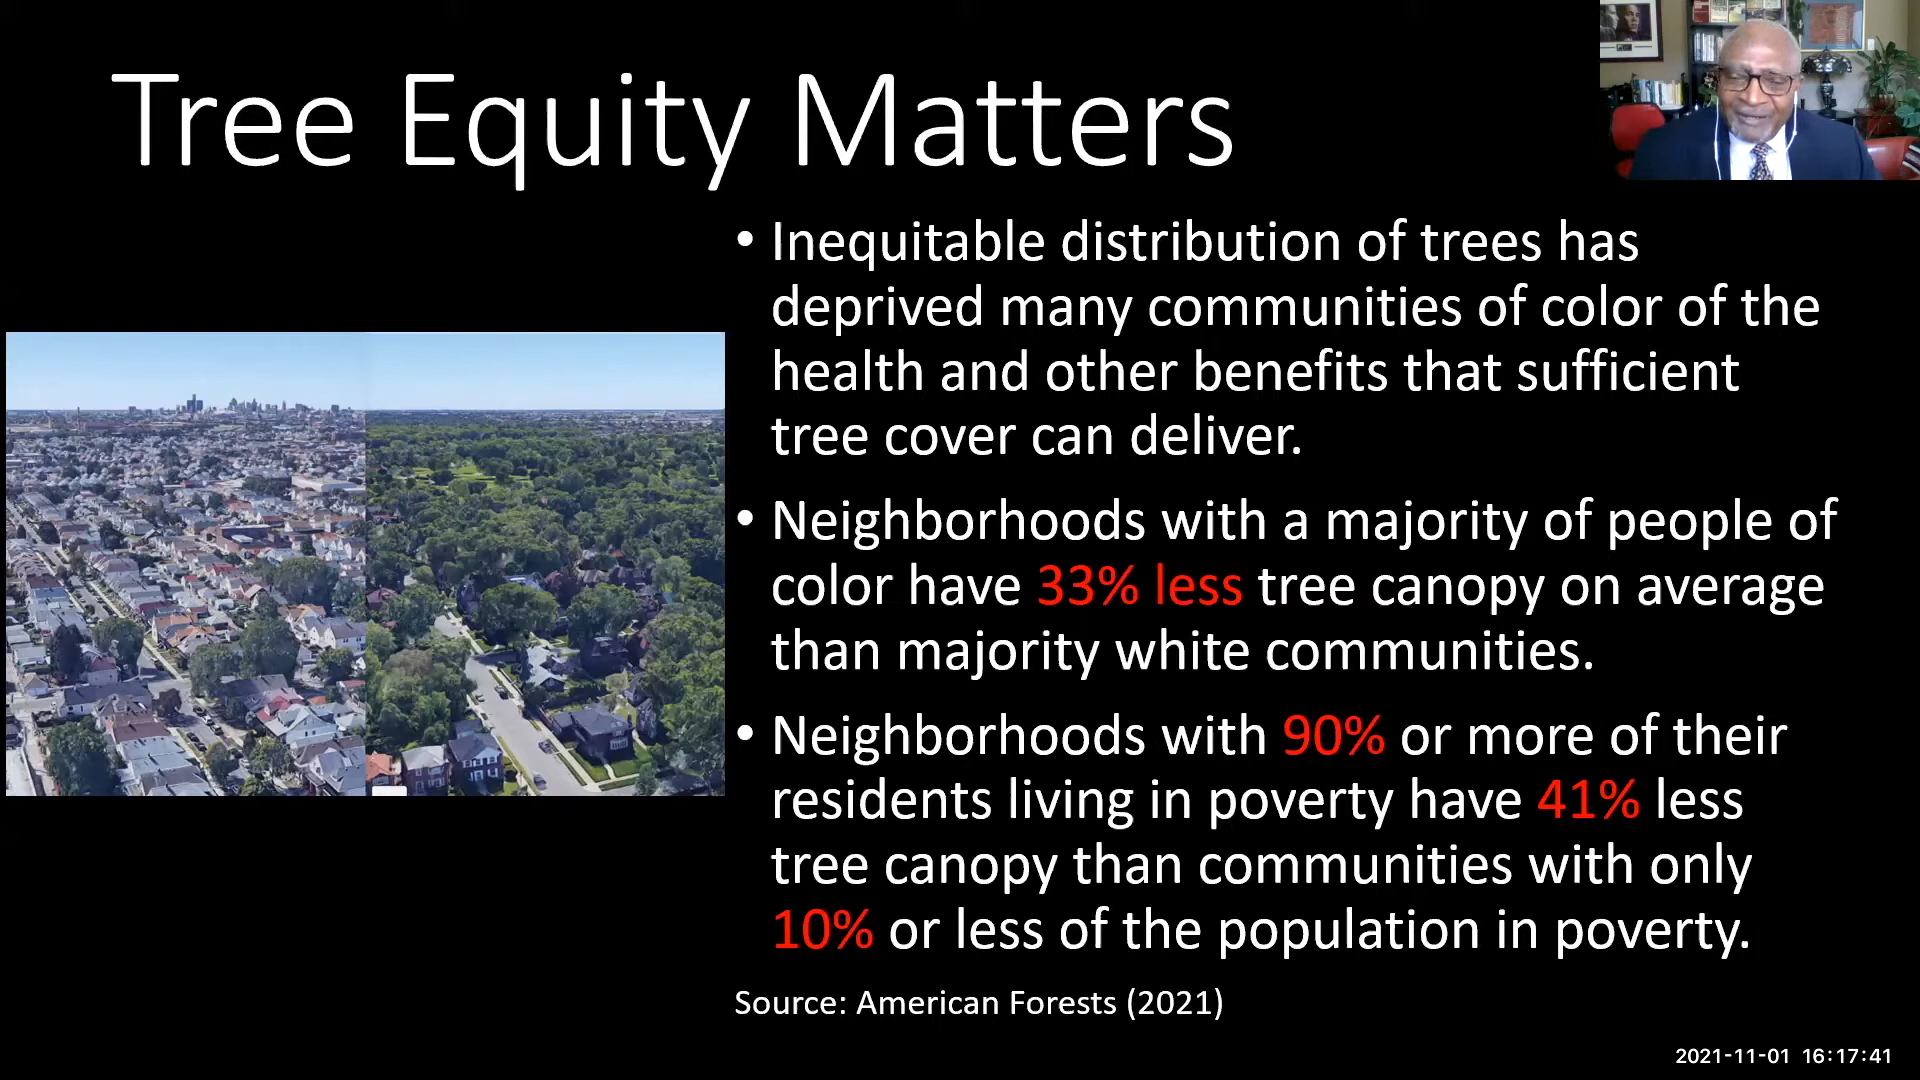 Tree Equity Matters
• Inequitable distribution of trees has
deprived many communities of color of the
health and other benefits that sufficient
tree cover can deliver.
• Neighborhoods with a majority of people of
color have 33% less tree canopy on average
than majority white communities.
• Neighborhoods with 90% or more of their
residents living in poverty have 41% less
tree canopy than communities with only
10% or less of the population in poverty.
Source: American Forests (2021)
2021-11-01 16:17:41